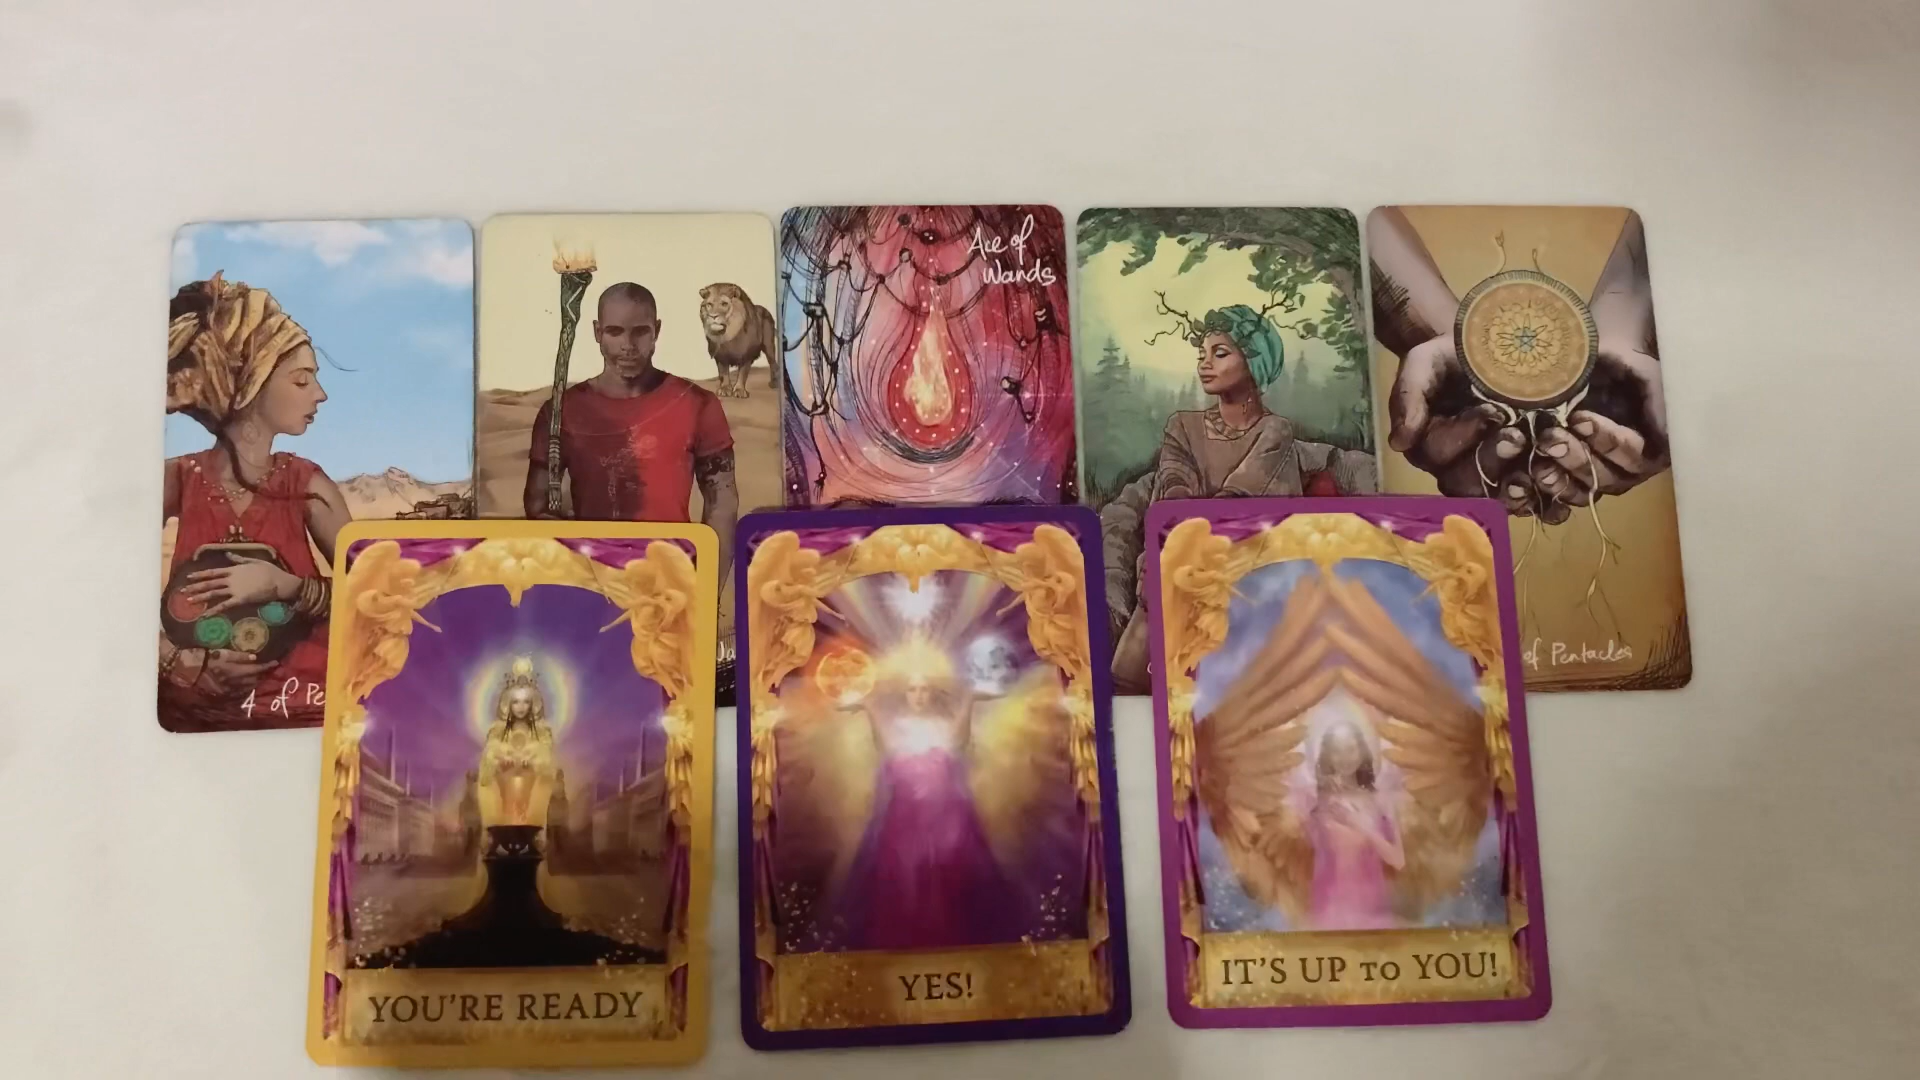 Ace of
Wands
4 of Pe
of Pentacles
YOU'RE READY
YES!
IT'S UP TO YOU!